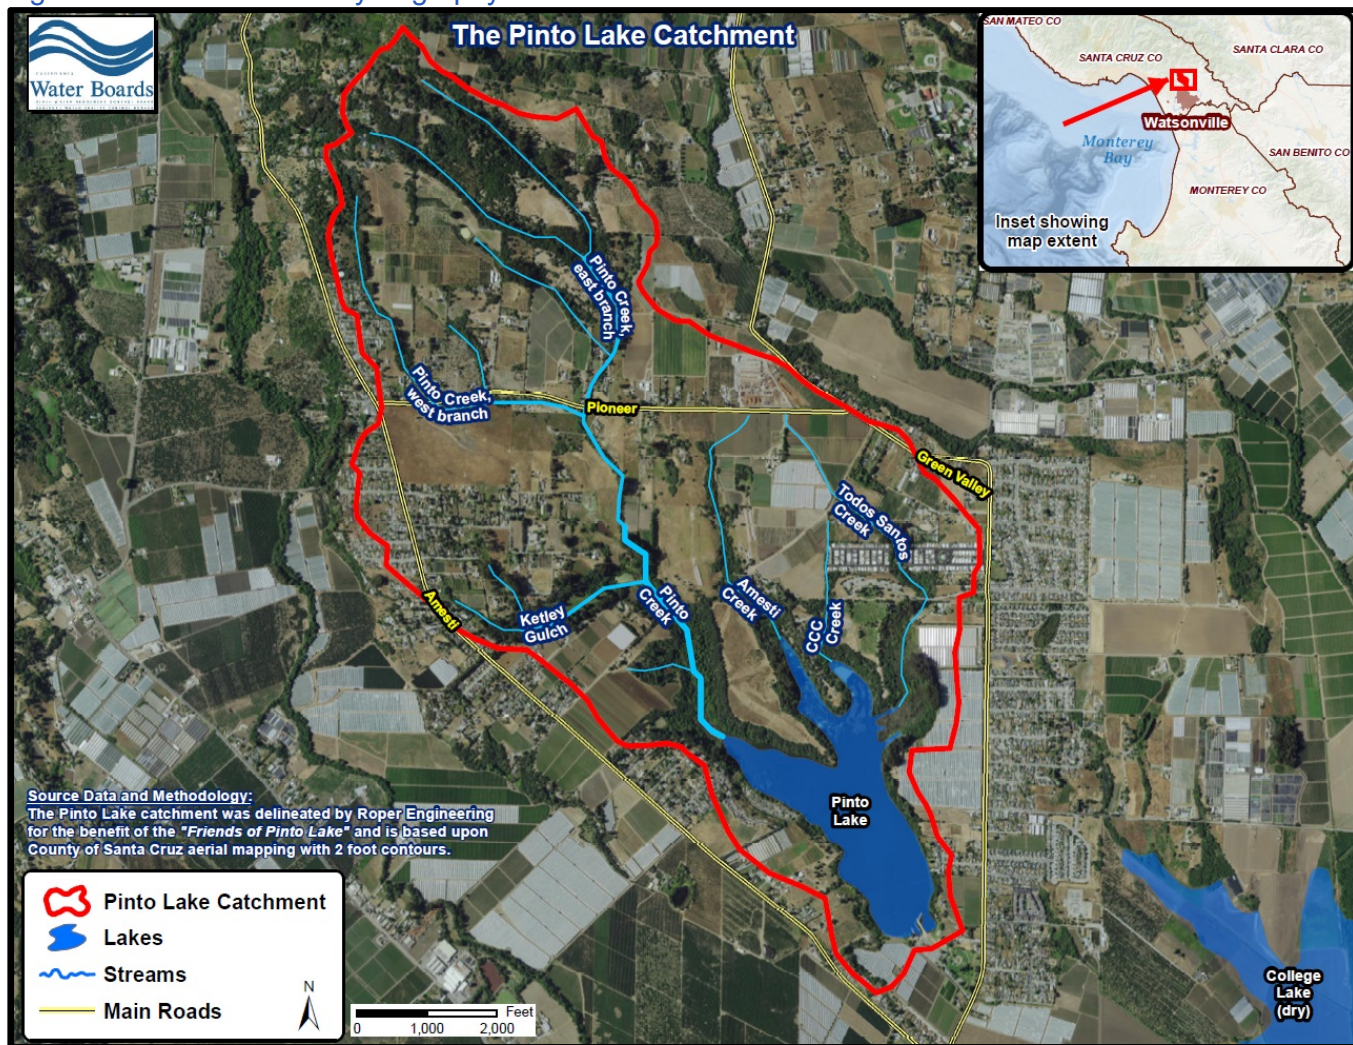 The Pinto Lake Catchment
Water Boards
SAN MATEO CO
SANTA CRUZ CO
SANTA CLARA CO
Watsonville
Monterey
Bay
SAN BENITO CO
MONTEREY CO
Inset showing
map extent
Pinto Creek,
east branch
Pinto Creek,
west branch
Pioneer
Green Valley
Todos Santos
Creek
Amesti
Ketley
Gulch
Pinto
Creek
Amesti
Creek
CCC
Creek
Pinto
Lake
Source Data and Methodology:
The Pinto Lake catchment was delineated by Roper Engineering
for the benefit of the "Friends of Pinto Lake" and is based upon
County of Santa Cruz aerial mapping with 2 foot contours.
Pinto Lake Catchment
Lakes
Streams
Main Roads
N
Feet
0 1,000 2,000
College
Lake
(dry)